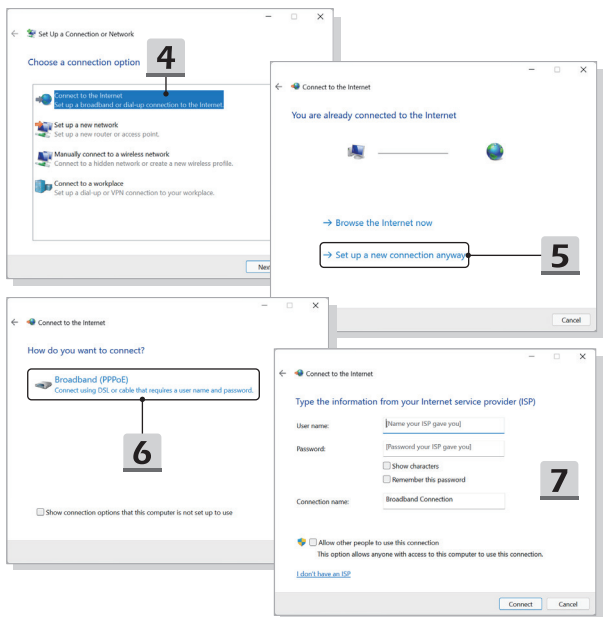 Set Up a Connection or Network
Choose a connection option
4
Connect to the Internet
Set up a broadband or dial-up connection to the Internet.
Set up a new network
Set up a new router or access point.
Manually connect to a wireless network
Connect to a hidden network or create a new wireless profile.
Connect to a workplace
Set up a dial-up or VPN connection to your workplace.
Connect to the Internet
You are already connected to the Internet
→ Browse the Internet now
→ Set up a new connection anyway
5
Cancel
Connect to the Internet
How do you want to connect?
Broadband (PPPoE)
Connect using DSL or cable that requires a user name and password.
6
Show connection options that this computer is not set up to use
Connect to the Internet
Type the information from your Internet service provider (ISP)
User name: [Name your ISP gave you]
Password: [Password your ISP gave you]
Show characters
Remember this password
7
Connection name: Broadband Connection
Allow other people to use this connection
This option allows anyone with access to this computer to use this connection.
I don't have an ISP
Connect Cancel